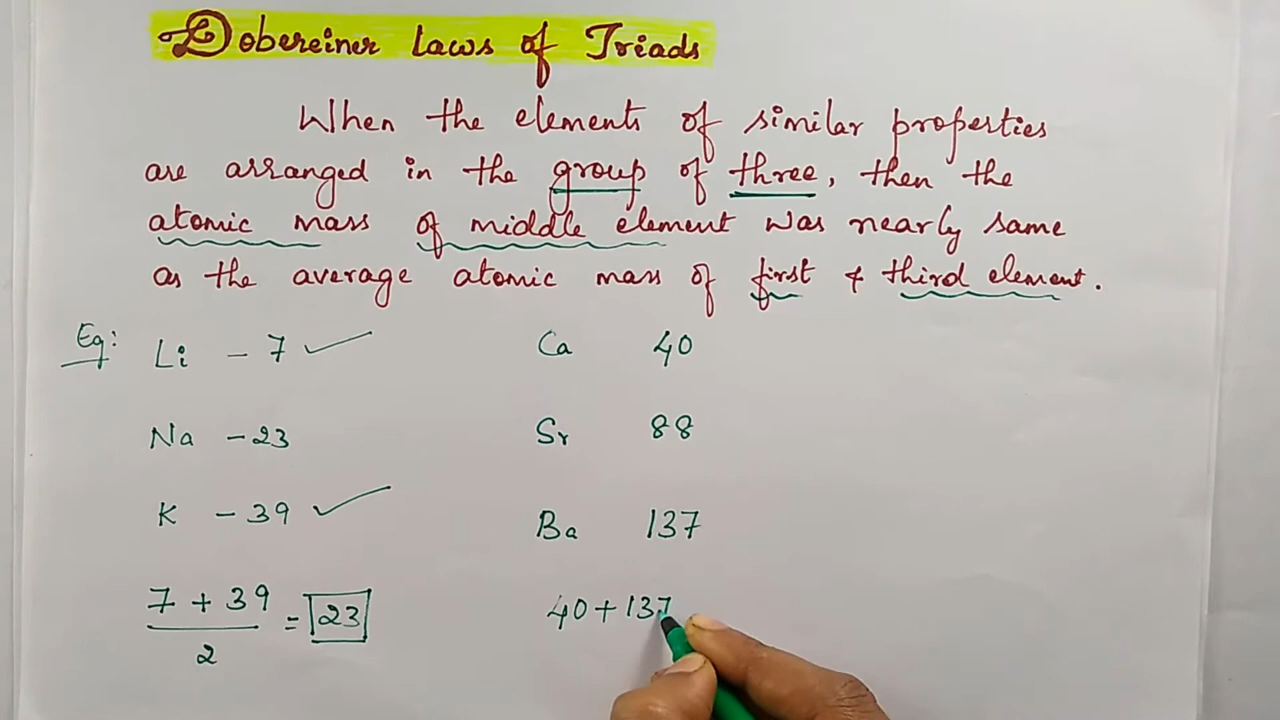 Dobereiner Laws of Triads
When the elements of similar properties
are arranged in the group of three, then the
atomic mass of middle element was nearly same
as the average atomic mass of first & third element.
Eg:
Li - 7
Na - 23
K - 39
7 + 39
2
= 23
Ca 40
Sr 88
Ba 137
40 + 137